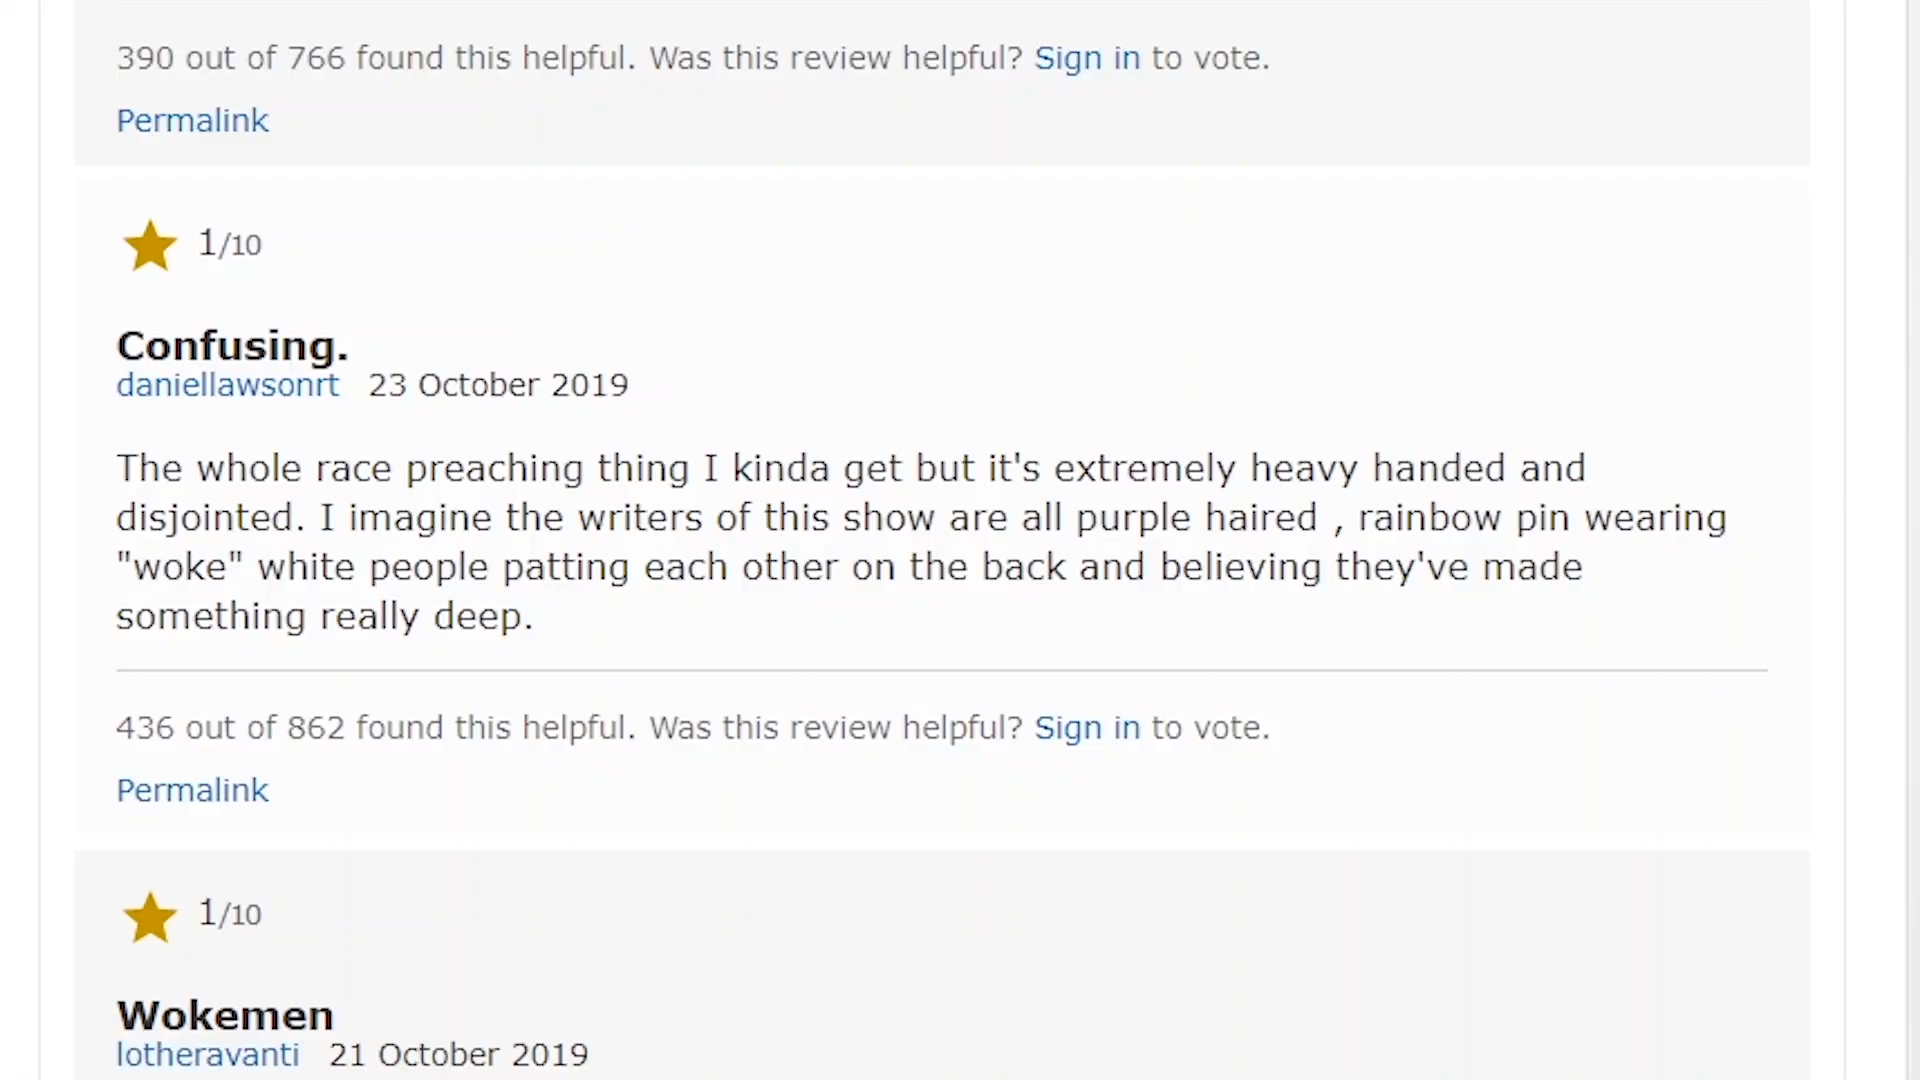 390 out of 766 found this helpful. Was this review helpful? Sign in to vote.
Permalink
1/10
Confusing.
daniellawsonrt 23 October 2019
The whole race preaching thing I kinda get but it's extremely heavy handed and
disjointed. I imagine the writers of this show are all purple haired , rainbow pin wearing
"woke" white people patting each other on the back and believing they've made
something really deep.
436 out of 862 found this helpful. Was this review helpful? Sign in to vote.
Permalink
1/10
Wokemen
lotheravanti 21 October 2019